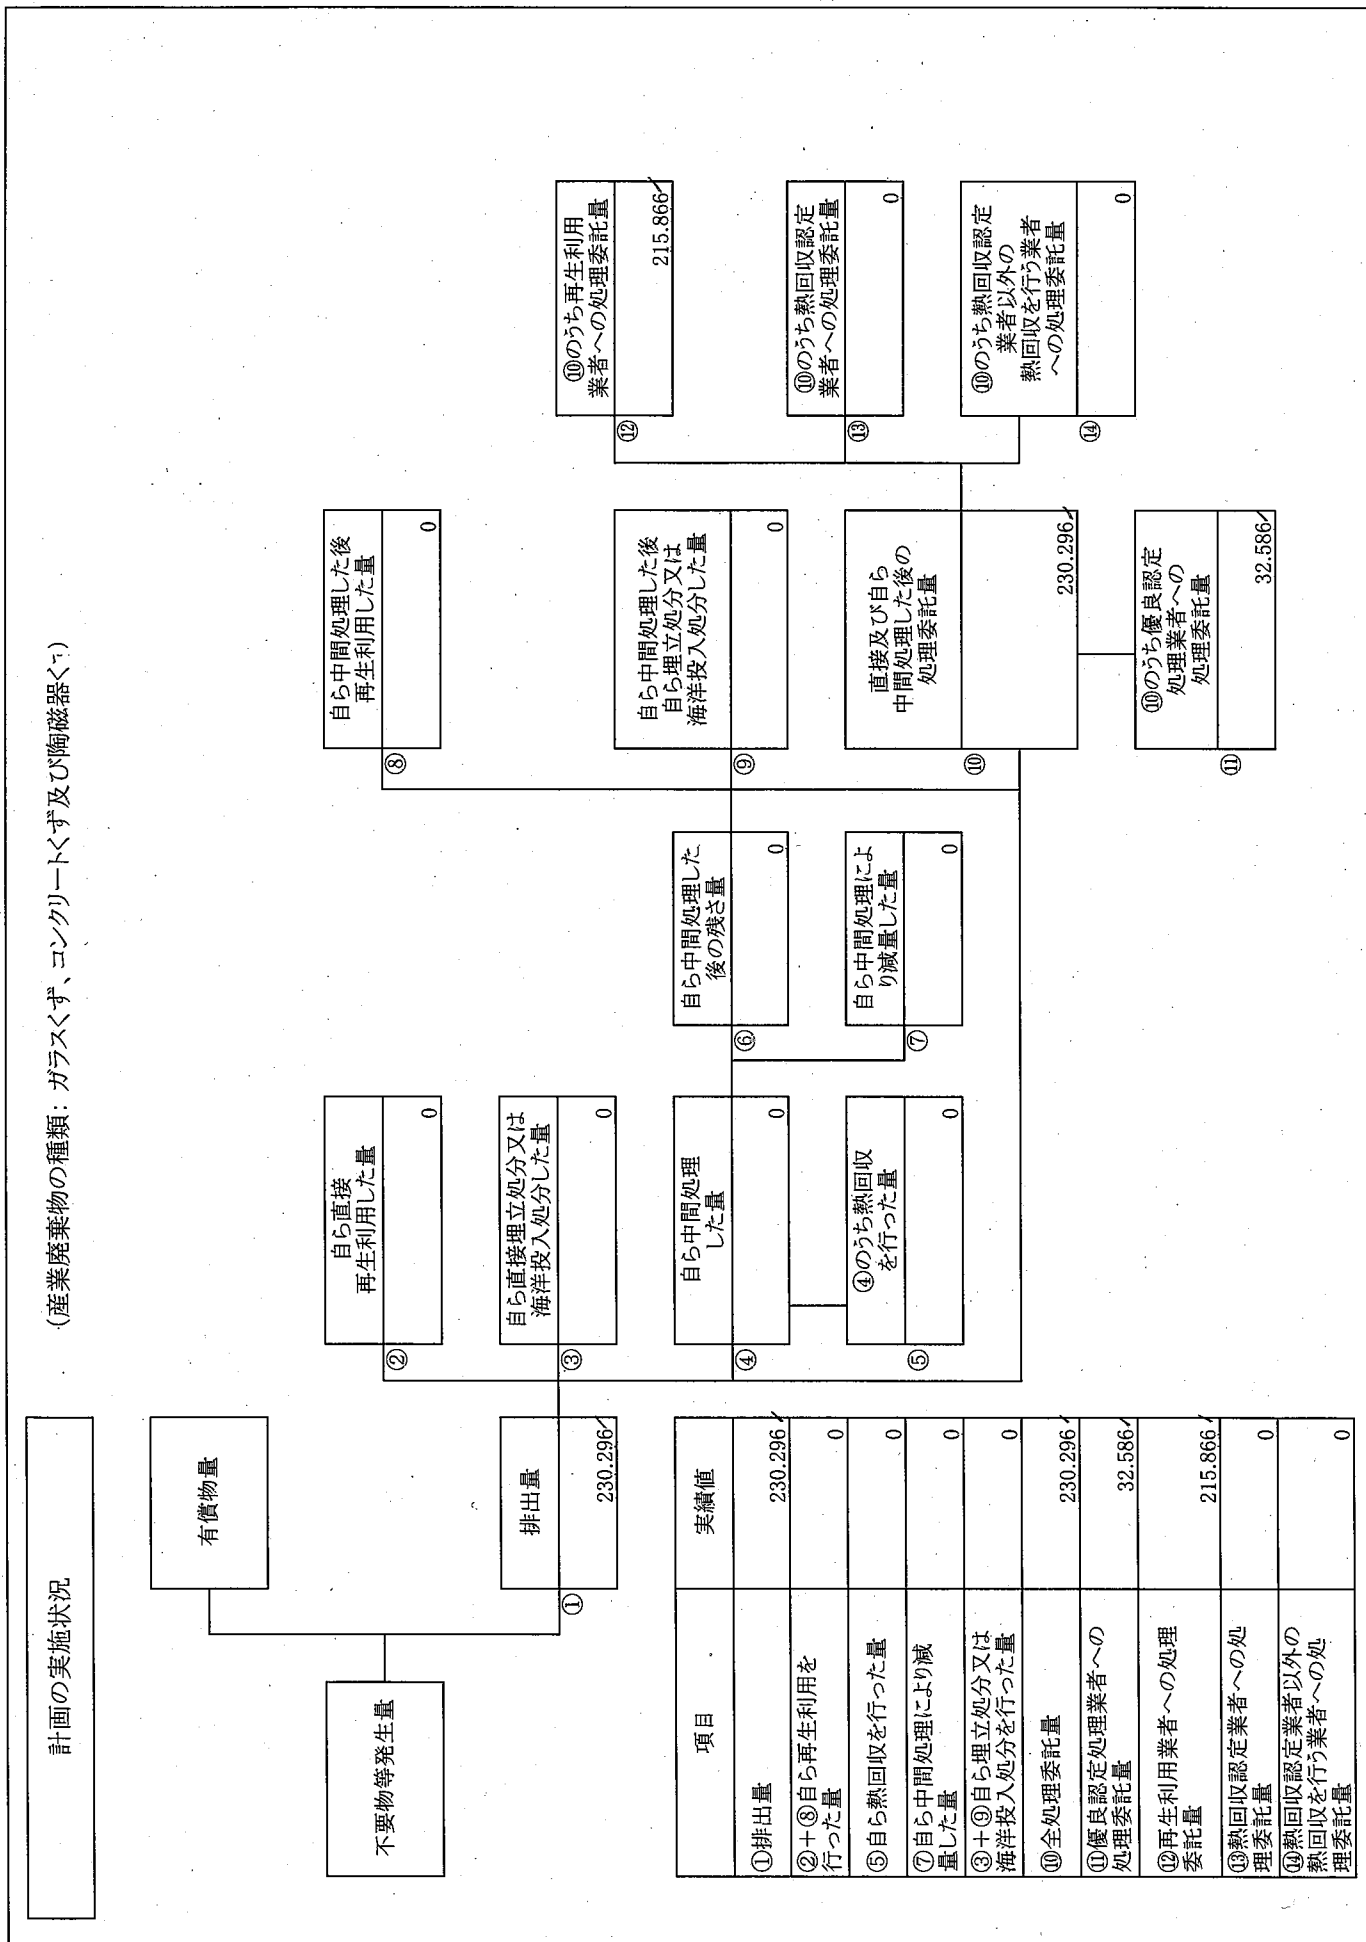 計画の実施状況
(産業廃棄物の種類: ガラスくず、コンクリートくず及び陶磁器くず)
不要物等発生量
有償物量
①
排出量
230.296
②
自ら直接
再生利用した量
0
③
自ら直接埋立処分又は
海洋投入処分した量
0
④
自ら中間処理
した量
0
⑤
④のうち熱回収
を行った量
0
⑥
自ら中間処理した
後の残さ量
0
⑦
自ら中間処理によ
り減量した量
0
⑧
自ら中間処理した後
再生利用した量
0
⑨
自ら中間処理した後
自ら埋立処分又は
海洋投入処分した量
0
⑩
直接及び自ら
中間処理した後の
処理委託量
230.296
⑪
⑩のうち優良認定
処理業者への
処理委託量
32.586
⑫
⑩のうち再生利用
業者への処理委託量
215.866
⑬
⑩のうち熱回収認定
業者への処理委託量
0
⑭
⑩のうち熱回収認定
業者以外の
熱回収を行う業者
への処理委託量
0
項目 実績値
①排出量 230.296
②+⑧自ら再生利用を
行った量 0
⑤自ら熱回収を行った量 0
⑦自ら中間処理により減
量した量 0
③+⑨自ら埋立処分又は
海洋投入処分を行った量 0
⑩全処理委託量 230.296
⑪優良認定処理業者への
処理委託量 32.586
⑫再生利用業者への処理
委託量 215.866
⑬熱回収認定業者への処
理委託量 0
⑭熱回収認定業者以外の
熱回収を行う業者への処
理委託量 0